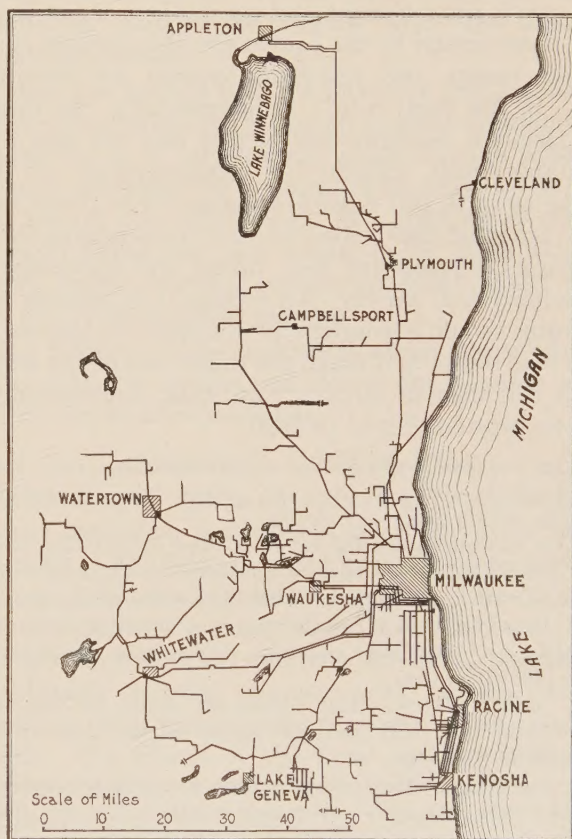 APPLETON
LAKE WINNEBAGO
CLEVELAND
PLYMOUTH
CAMPBELLSPORT
MICHIGAN
WATERTOWN
MILWAUKEE
WAUKESHA
WHITEWATER
LAKE
RACINE
LAKE
GENEVA
KENOSHA
Scale of Miles
0 10 20 30 40 50